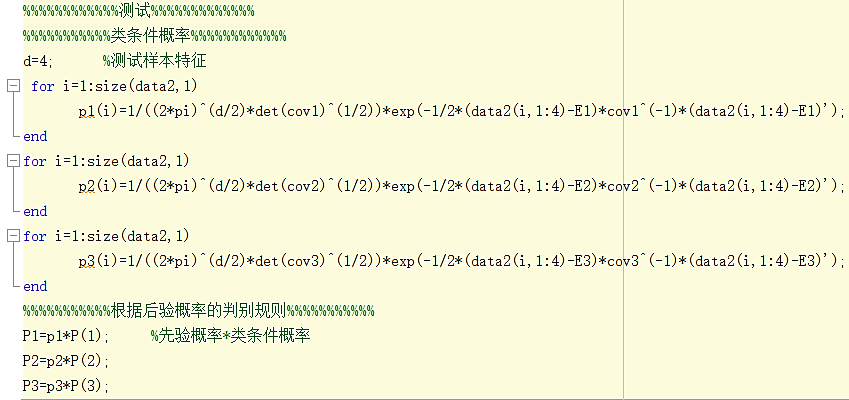 %%%%%%%%%%%%测试%%%%%%%%%%%%%
%%%%%%%%%%%类条件概率%%%%%%%%%%%%
d=4;      %测试样本特征
for i=1:size(data2,1)
p1(i)=1/((2*pi)^(d/2)*det(cov1)^(1/2))*exp(-1/2*(data2(i,1:4)-E1)*cov1^(-1)*(data2(i,1:4)-E1)');
end
for i=1:size(data2,1)
p2(i)=1/((2*pi)^(d/2)*det(cov2)^(1/2))*exp(-1/2*(data2(i,1:4)-E2)*cov2^(-1)*(data2(i,1:4)-E2)');
end
for i=1:size(data2,1)
p3(i)=1/((2*pi)^(d/2)*det(cov3)^(1/2))*exp(-1/2*(data2(i,1:4)-E3)*cov3^(-1)*(data2(i,1:4)-E3)');
end
%%%%%%%%%%%根据后验概率的判别规则%%%%%%%%%%%
P1=p1*P(1);     %先验概率*类条件概率
P2=p2*P(2);
P3=p3*P(3);